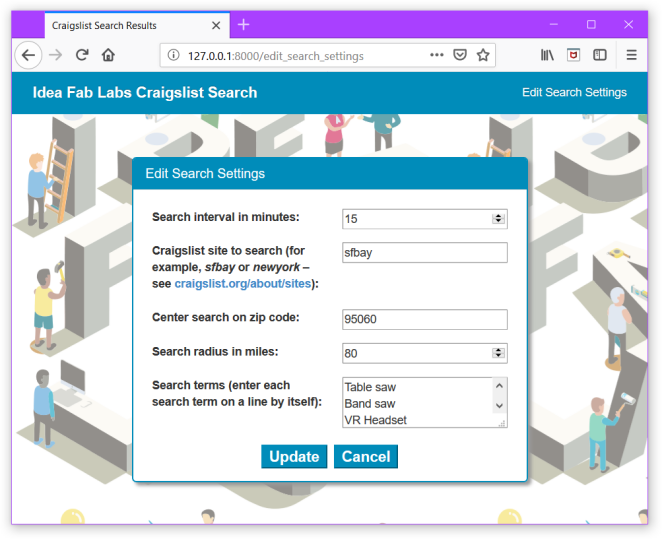 Craigslist Search Results
127.0.0.1:8000/edit_search_settings
Idea Fab Labs Craigslist Search
Edit Search Settings
Edit Search Settings
Search interval in minutes:
15
Craigslist site to search (for
example, sfbay or newyork –
see craigslist.org/about/sites):
sfbay
Center search on zip code:
95060
Search radius in miles:
80
Search terms (enter each
search term on a line by itself):
Table saw
Band saw
VR Headset
Update
Cancel